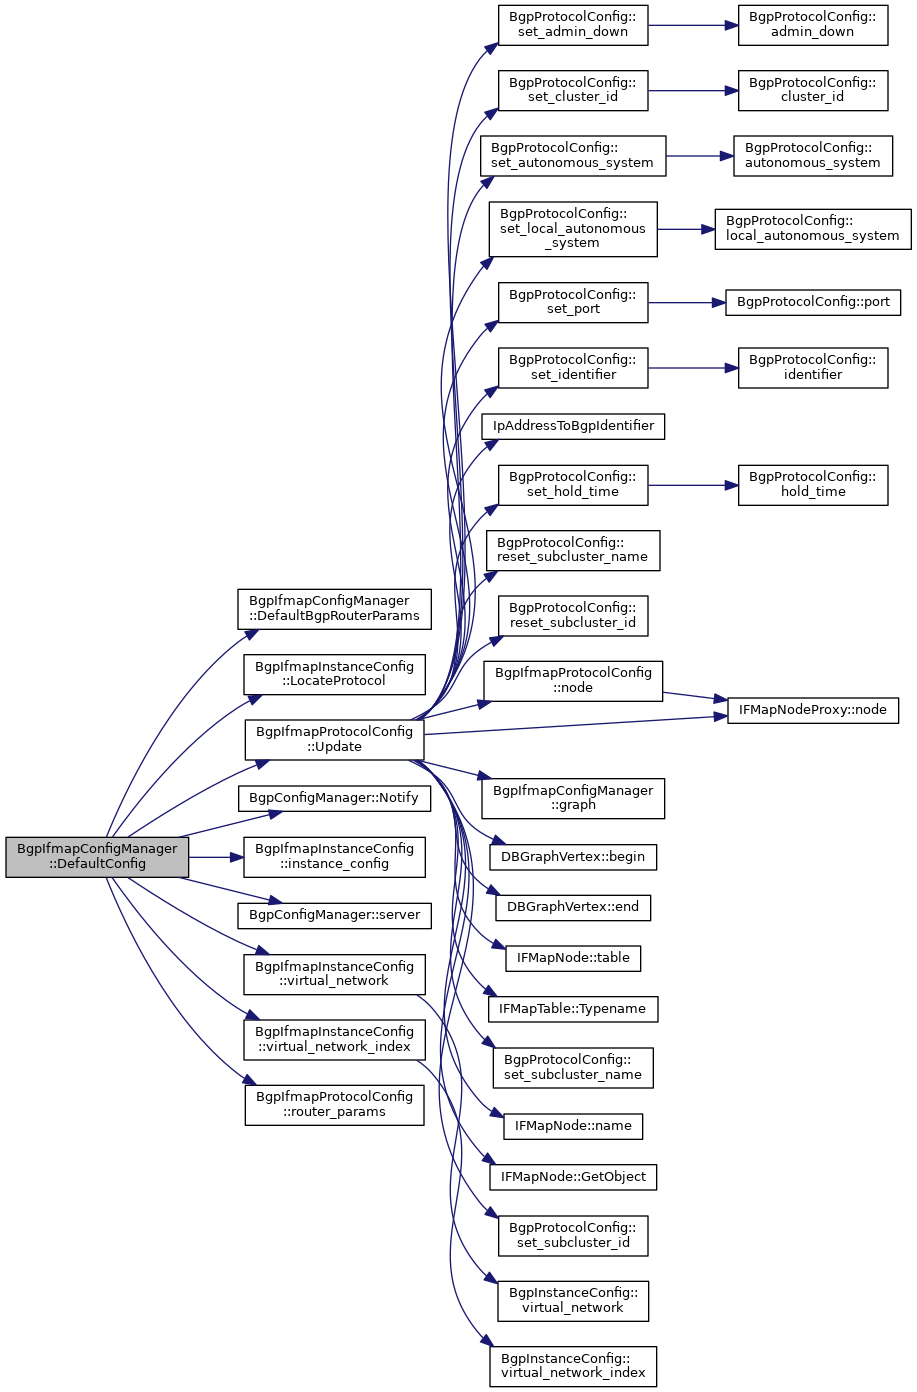 BgpIfmapConfigManager
::DefaultConfig
BgpIfmapConfigManager
::DefaultBgpRouterParams
BgpIfmapInstanceConfig
::LocateProtocol
BgpIfmapProtocolConfig
::Update
BgpConfigManager::Notify
BgpIfmapInstanceConfig
::instance_config
BgpConfigManager::server
BgpIfmapInstanceConfig
::virtual_network
BgpIfmapInstanceConfig
::virtual_network_index
BgpIfmapProtocolConfig
::router_params
BgpProtocolConfig::
set_admin_down
BgpProtocolConfig::
set_cluster_id
BgpProtocolConfig::
set_autonomous_system
BgpProtocolConfig::
set_local_autonomous
_system
BgpProtocolConfig::
set_port
BgpProtocolConfig::
set_identifier
IpAddressToBgpIdentifier
BgpProtocolConfig::
set_hold_time
BgpProtocolConfig::
reset_subcluster_name
BgpProtocolConfig::
reset_subcluster_id
BgpIfmapProtocolConfig
::node
BgpIfmapConfigManager
::graph
DBGraphVertex::begin
DBGraphVertex::end
IFMapNode::table
IFMapTable::Typename
BgpProtocolConfig::
set_subcluster_name
IFMapNode::name
IFMapNode::GetObject
BgpProtocolConfig::
set_subcluster_id
BgpInstanceConfig::
virtual_network
BgpInstanceConfig::
virtual_network_index
BgpProtocolConfig::
admin_down
BgpProtocolConfig::
cluster_id
BgpProtocolConfig::
autonomous_system
BgpProtocolConfig::
local_autonomous_system
BgpProtocolConfig::port
BgpProtocolConfig::
identifier
BgpProtocolConfig::
hold_time
IFMapNodeProxy::node